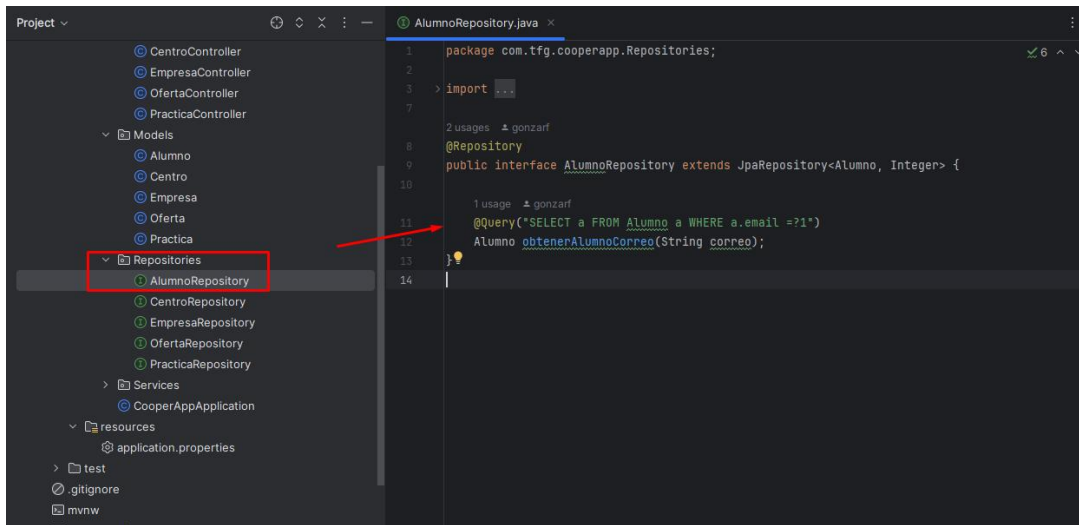 Project
CentroController
EmpresaController
OfertaController
PracticaController
Models
Alumno
Centro
Empresa
Oferta
Practica
Repositories
AlumnoRepository
CentroRepository
EmpresaRepository
OfertaRepository
PracticaRepository
Services
CooperAppApplication
resources
application.properties
test
.gitignore
mvnw
AlumnoRepository.java
1 package com.tfg.cooperapp.Repositories;
6
2
3 import ...
7
2 usages gonzarf
8 @Repository
9 public interface AlumnoRepository extends JpaRepository<Alumno, Integer> {
10
1 usage gonzarf
11 @Query("SELECT a FROM Alumno a WHERE a.email =?1")
12 Alumno obtenerAlumnoCorreo(String correo);
13 }
14